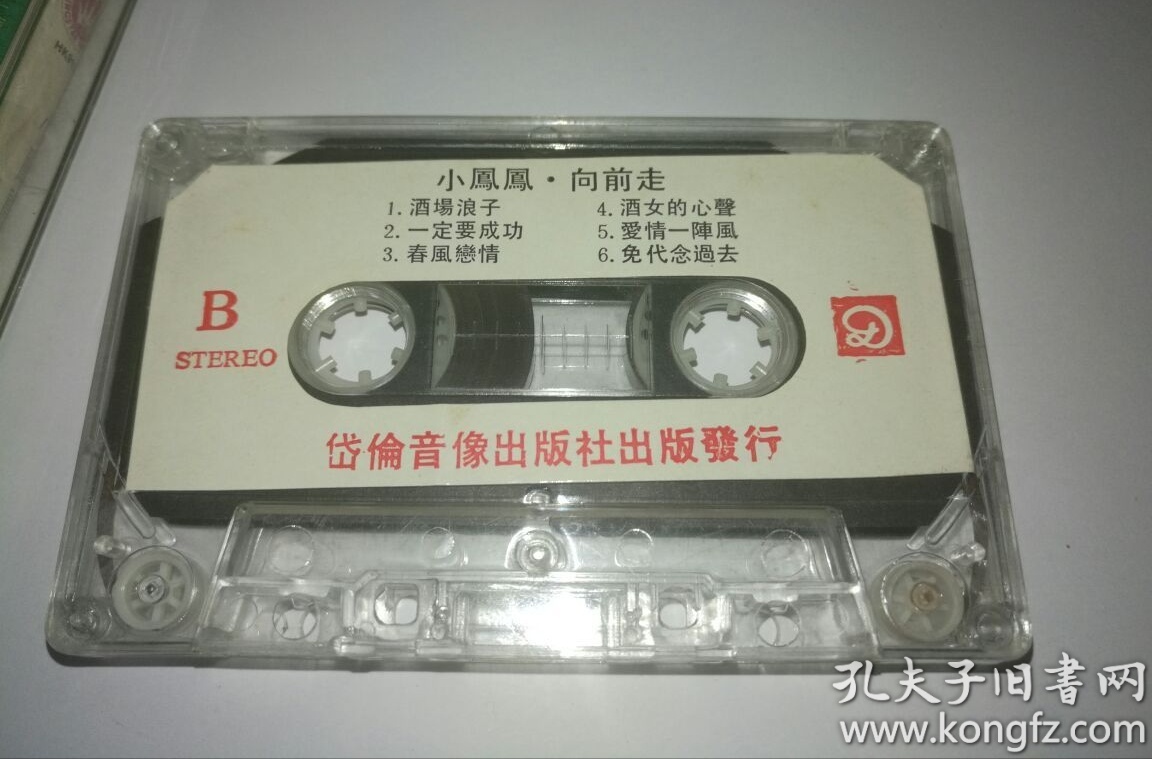 小鳳鳳·向前走
1. 酒場浪子
2. 一定要成功
3. 春風戀情
4. 酒女的心聲
5. 愛情一陣風
6. 免代念過去
B
STEREO
岱倫音像出版社出版發行
孔夫子旧書网
www.kongfz.com